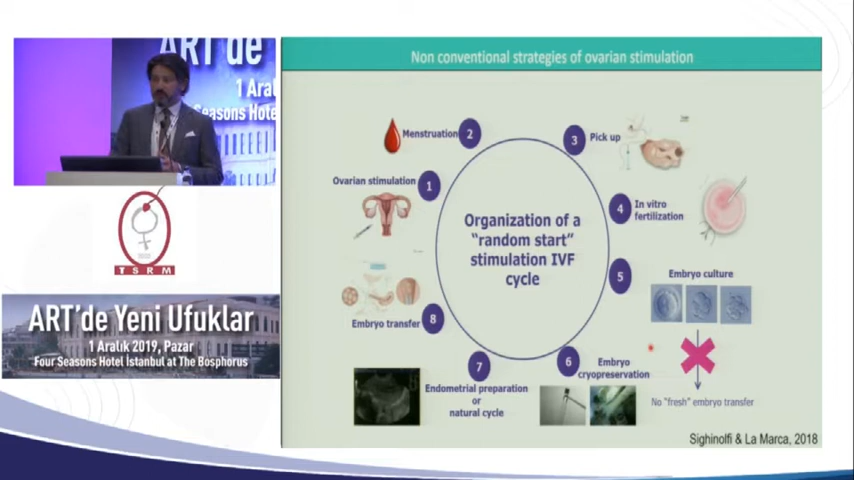 ART'de
1 Aral
Seasons Hote
TSRM
ART'de Yeni Ufuklar
1 Aralık 2019, Pazar
Four Seasons Hotel İstanbul at The Bosphorus
Non conventional strategies of ovarian stimulation
Menstruation 2
3 Pick up
Ovarian stimulation 1
4 In vitro
fertilization
Organization of a
“random start”
stimulation IVF
cycle
5
Embryo culture
Embryo transfer 8
7
6 Embryo
cryopreservation
Endometrial preparation
or
natural cycle
No “fresh” embryo transfer
Sighinolfi & La Marca, 2018